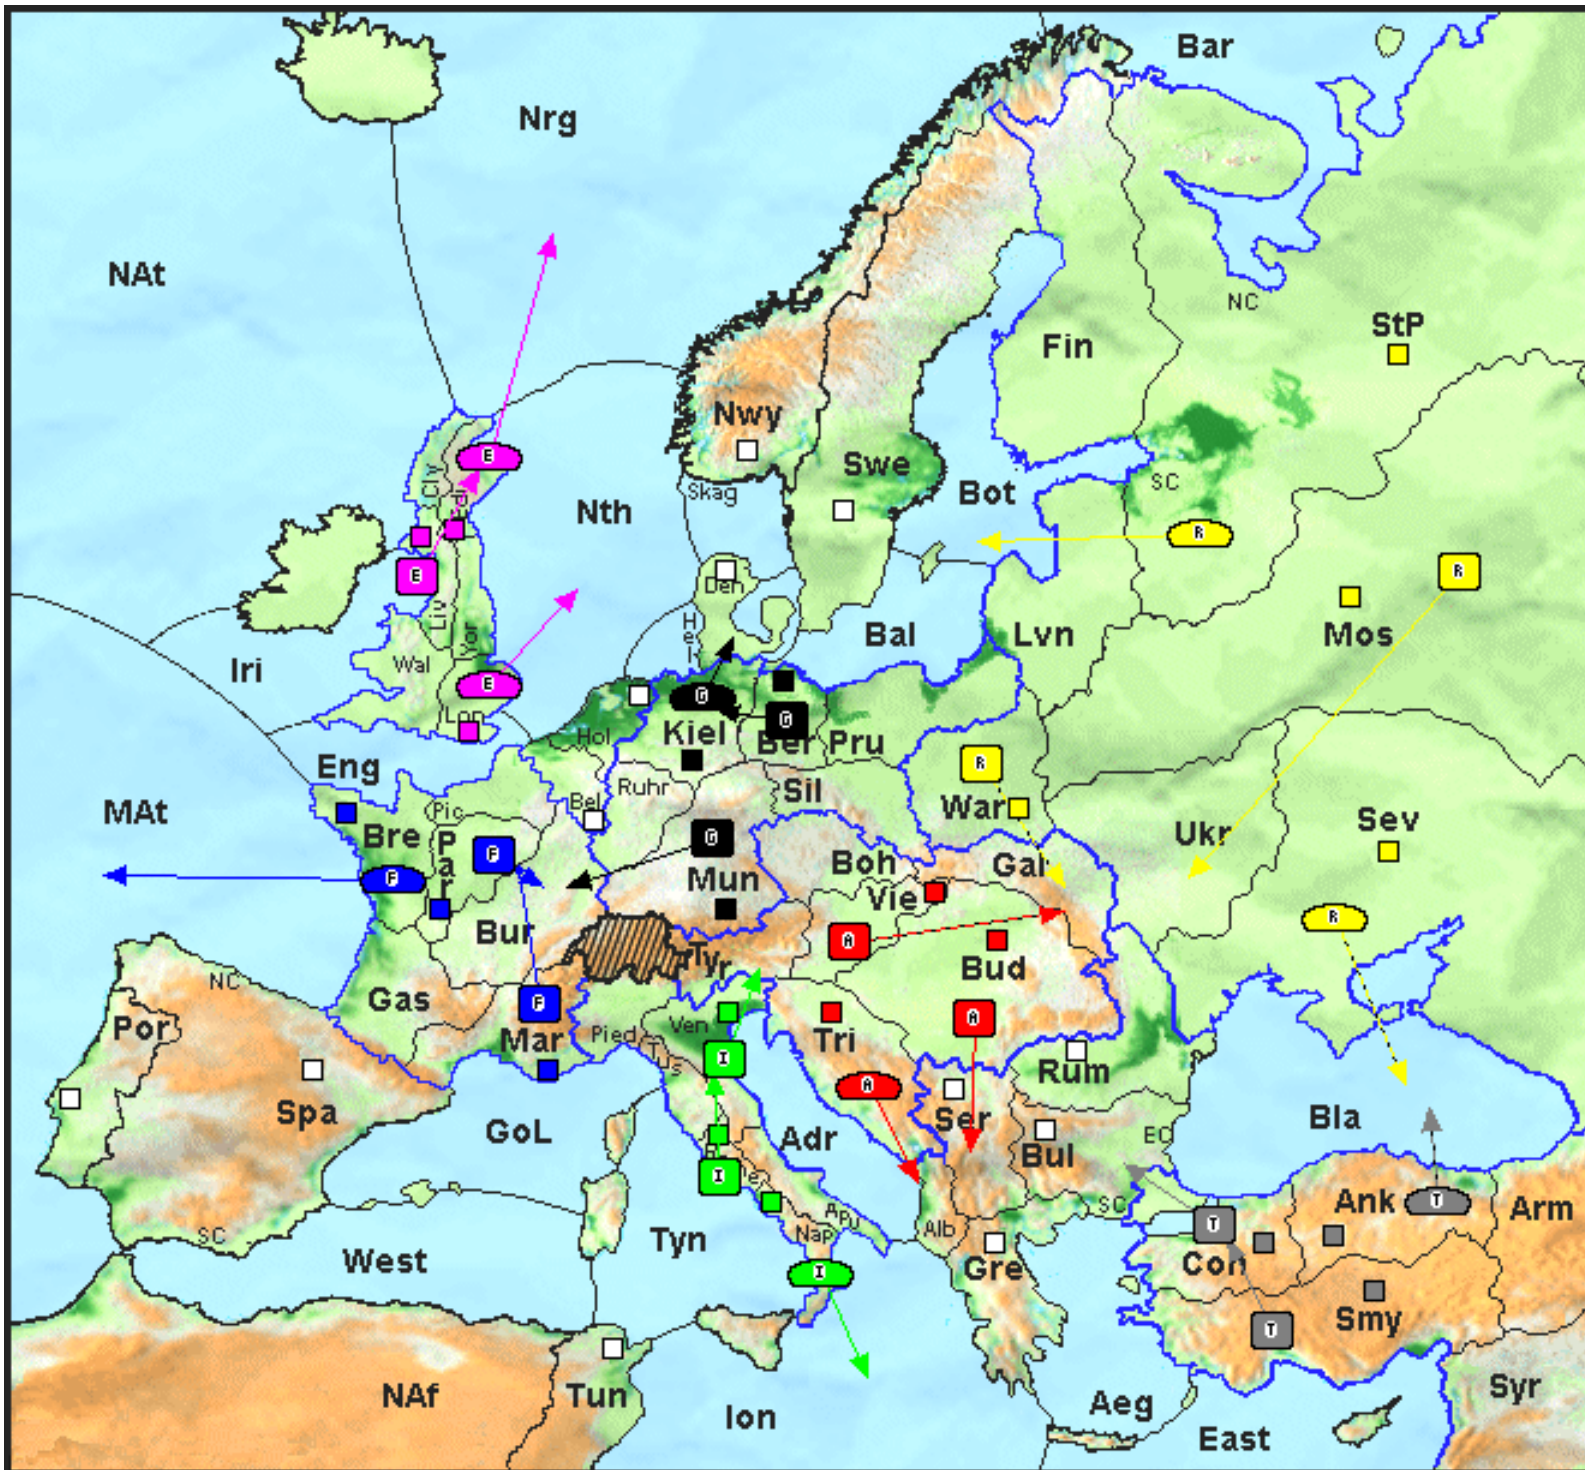 Bar
Nrg
NAt
NC
StP
Fin
Nwy
Swe
Skag
Bot
SC
Nth
E
Cly
Edi
R
R
E
Den
Hel
Liv
Yor
Wal
Iri
Bal
Lvn
Mos
E
Lon
G
G
Kiel
Ber
Pru
Hol
Eng
Ruhr
Sil
R
War
Bel
Pic
MAt
Bre
Par
F
F
G
Mun
Boh
Gal
Vie
Ukr
Sev
R
Bur
Tyr
A
Bud
NC
Gas
Por
F
Mar
Pied
Ven
Tus
I
Tri
A
A
Rum
Spa
GoL
Ser
Adr
Bul
EC
Bla
I
Apu
Nap
Alb
SC
SC
West
Tyn
I
Gre
T
Con
Ank
T
Arm
T
Smy
NAf
Tun
Ion
Aeg
East
Syr